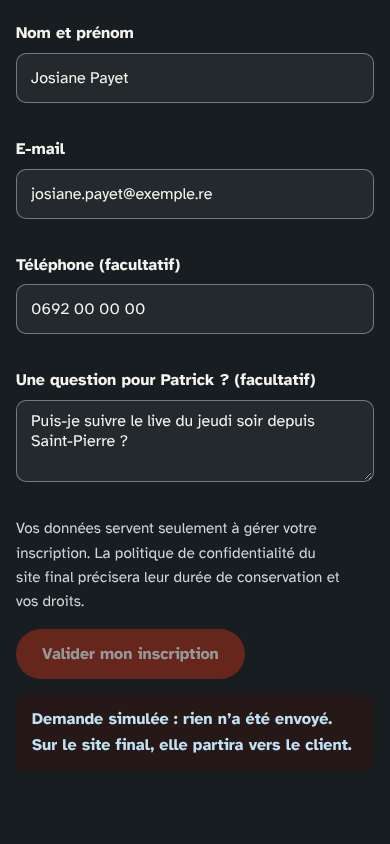 Nom et prénom
Josiane Payet
E-mail
josiane.payet@exemple.re
Téléphone (facultatif)
0692 00 00 00
Une question pour Patrick ? (facultatif)
Puis-je suivre le live du jeudi soir depuis
Saint-Pierre ?
Vos données servent seulement à gérer votre
inscription. La politique de confidentialité du
site final précisera leur durée de conservation et
vos droits.
Valider mon inscription
Demande simulée : rien n’a été envoyé.
Sur le site final, elle partira vers le client.